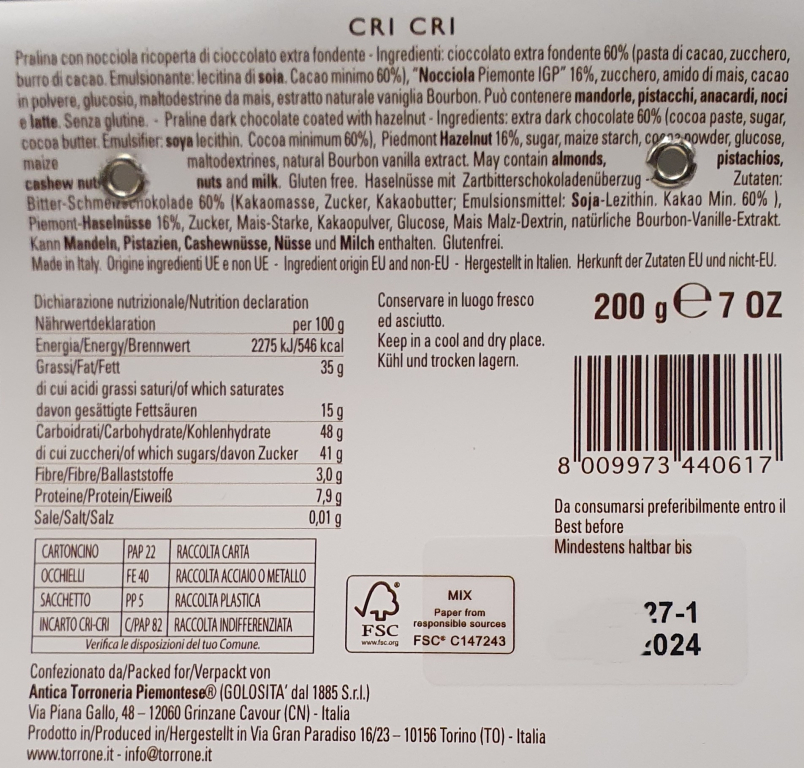 CRI CRI
Pralina con nocciola ricoperta di cioccolato extra fondente - Ingredienti: cioccolato extra fondente 60% (pasta di cacao, zucchero,
burro di cacao. Emulsionante: lecitina di soia. Cacao minimo 60%), "Nocciola Piemonte IGP" 16%, zucchero, amido di mais, cacao
in polvere, glucosio, maltodestrine da mais, estratto naturale vaniglia Bourbon. Può contenere mandorle, pistacchi, anacardi, noci
e latte. Senza glutine. - Praline dark chocolate coated with hazelnut - Ingredients: extra dark chocolate 60% (cocoa paste, sugar,
cocoa butter. Emulsifier: soya lecithin. Cocoa minimum 60%), Piedmont Hazelnut 16%, sugar, maize starch, powder, glucose,
maize maltodextrines, natural Bourbon vanilla extract. May contain almonds, pistachios,
cashew nuts and milk. Gluten free. Haselnüsse mit Zartbitterschokoladenüberzug - Zutaten:
60% (Kakaomasse, Zucker, Kakaobutter; Emulsionsmittel: Soja-Lezithin. Kakao Min. 60% ),
Piemont-Haselnüsse 16%, Zucker, Mais-Starke, Kakaopulver, Glucose, Mais Malz-Dextrin, natürliche Bourbon-Vanille-Extrakt.
Kann Mandeln, Pistazien, Cashewnüsse, Nüsse und Milch enthalten. Glutenfrei.
Made in Italy. Origine ingredienti UE e non UE - Ingredient origin EU and non-EU - Hergestellt in Italien. Herkunft der Zutaten EU und nicht-EU.
Dichiarazione nutrizionale/Nutrition declaration
Nährwertdeklaration per 100 g
Energia/Energy/Brennwert 2275 kJ/546 kcal
Grassi/Fat/Fett 35 g
di cui acidi grassi saturi/of which saturates
davon gesättigte Fettsäuren 15 g
Carboidrati/Carbohydrate/Kohlenhydrate 48 g
di cui zuccheri/of which sugars/davon Zucker 41 g
Fibre/Fibre/Ballaststoffe 3,0 g
Proteine/Protein/Eiweiß 7,9 g
Sale/Salt/Salz 0,01 g
Conservare in luogo fresco
ed asciutto.
Keep in a cool and dry place.
Kühl und trocken lagern.
200 g e 7 OZ
8 009973 440617
Da consumarsi preferibilmente entro il
Best before
Mindestens haltbar bis
27-1
2024
CARTONCINO PAP 22 RACCOLTA CARTA
OCCHIELLI FE 40 RACCOLTA ACCIAIO O METALLO
SACCHETTO PP 5 RACCOLTA PLASTICA
INCARTO CRI-CRI C/PAP 82 RACCOLTA INDIFFERENZIATA
Verifica le disposizioni del tuo Comune.
FSC
www.fsc.org
MIX
Paper from
responsible sources
FSC® C147243
Confezionato da/Packed for/Verpackt von
Antica Torroneria Piemontese® (GOLOSITA' dal 1885 S.r.l.)
Via Piana Gallo, 48 – 12060 Grinzane Cavour (CN) - Italia
Prodotto in/Produced in/Hergestellt in Via Gran Paradiso 16/23 – 10156 Torino (TO) - Italia
www.torrone.it - info@torrone.it